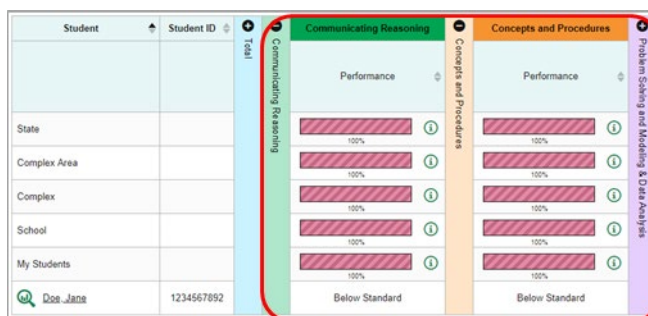 Student Student ID Total Communicating Reasoning Communicating Reasoning Concepts and Procedures Concepts and Procedures Problem Solving and Modeling & Data Analysis
Performance Performance
State 100% 100%
Complex Area 100% 100%
Complex 100% 100%
School 100% 100%
My Students 100% 100%
Doe, Jane 1234567892 Below Standard Below Standard